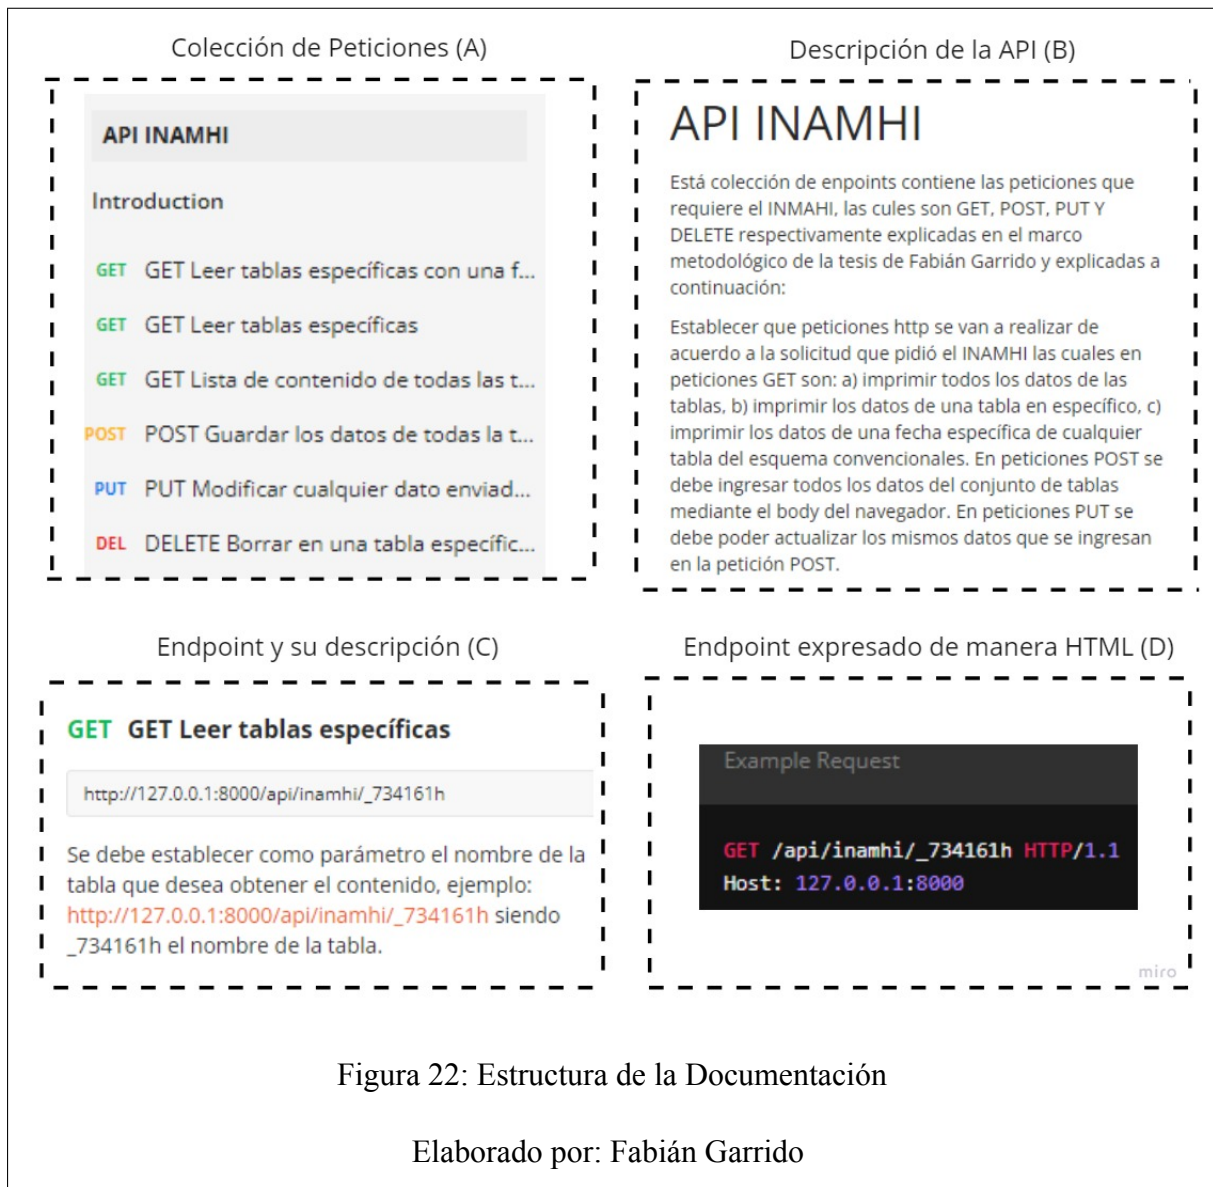 Colección de Peticiones (A)
API INAMHI
Introduction
GET GET Leer tablas específicas con una f...
GET GET Leer tablas específicas
GET GET Lista de contenido de todas las t...
POST POST Guardar los datos de todas la t...
PUT PUT Modificar cualquier dato enviad...
DEL DELETE Borrar en una tabla específic...
Descripción de la API (B)
API INAMHI
Está colección de enpoints contiene las peticiones que
requiere el INMAHI, las cules son GET, POST, PUT Y
DELETE respectivamente explicadas en el marco
metodológico de la tesis de Fabián Garrido y explicadas a
continuación:
Establecer que peticiones http se van a realizar de
acuerdo a la solicitud que pidió el INAMHI las cuales en
peticiones GET son: a) imprimir todos los datos de las
tablas, b) imprimir los datos de una tabla en específico, c)
imprimir los datos de una fecha específica de cualquier
tabla del esquema convencionales. En peticiones POST se
debe ingresar todos los datos del conjunto de tablas
mediante el body del navegador. En peticiones PUT se
debe poder actualizar los mismos datos que se ingresan
en la petición POST.
Endpoint y su descripción (C)
GET GET Leer tablas específicas
http://127.0.0.1:8000/api/inamhi/_734161h
Se debe establecer como parámetro el nombre de la
tabla que desea obtener el contenido, ejemplo:
http://127.0.0.1:8000/api/inamhi/_734161h siendo
_734161h el nombre de la tabla.
Endpoint expresado de manera HTML (D)
Example Request
GET /api/inamhi/_734161h HTTP/1.1
Host: 127.0.0.1:8000
miro
Figura 22: Estructura de la Documentación
Elaborado por: Fabián Garrido